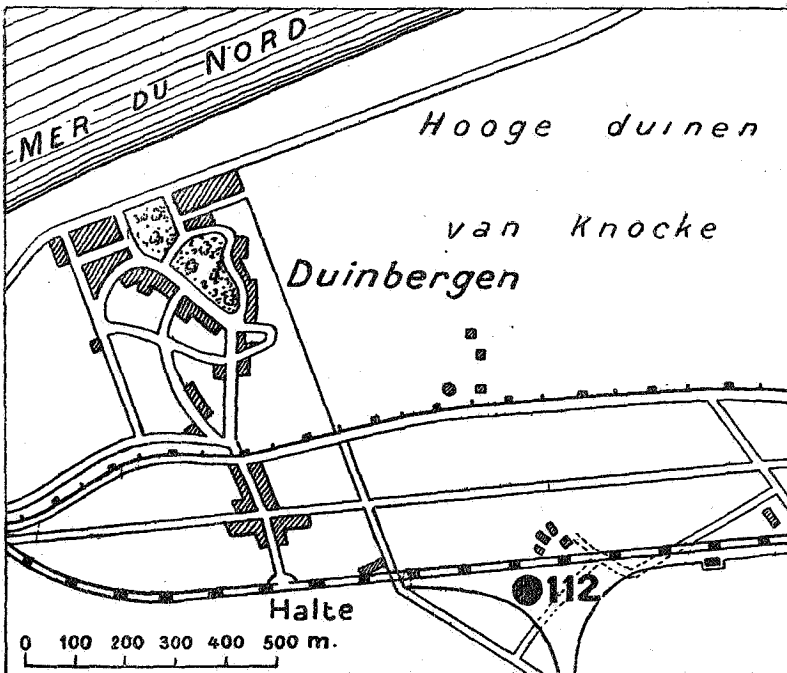 MER DU NORD
Hooge duinen
van Knocke
Duinbergen
112
Halte
0 100 200 300 400 500 m.